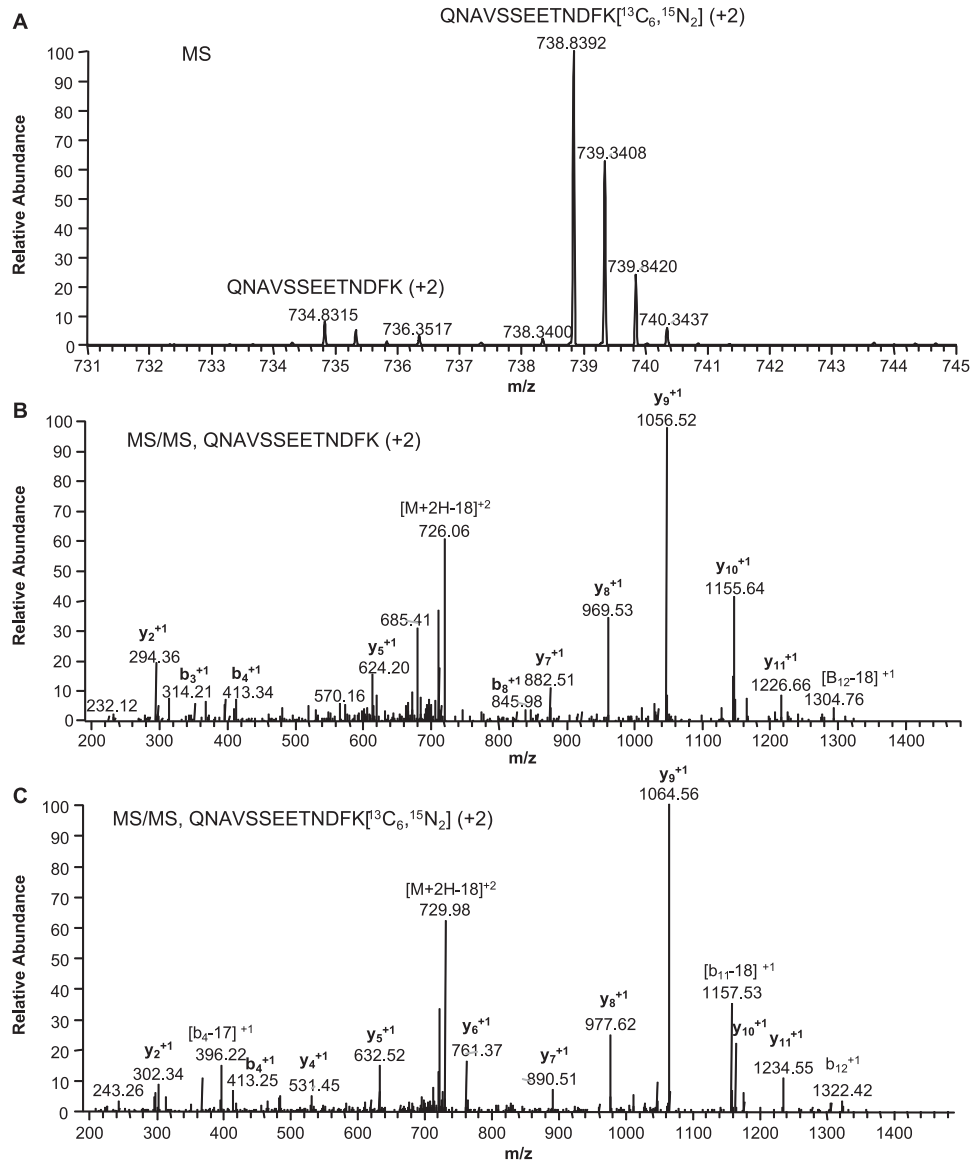 A
QNAVSSEETNDFK[¹³C₆,¹⁵N₂] (+2)
MS
738.8392
739.3408
739.8420
QNAVSSEETNDFK (+2)
734.8315
736.3517
738.3400
740.3437
Relative Abundance
100
90
80
70
60
50
40
30
20
10
0
731 732 733 734 735 736 737 738 739 740 741 742 743 744 745
m/z
B
MS/MS, QNAVSSEETNDFK (+2)
y₉⁺¹
1056.52
[M+2H-18]⁺²
726.06
y₁₀⁺¹
1155.64
y₈⁺¹
969.53
685.41
y₂⁺¹
294.36
b₃⁺¹
314.21
b₄⁺¹
413.34
y₅⁺¹
624.20
570.16
y₇⁺¹
882.51
b₈⁺¹
845.98
y₁₁⁺¹
1226.66
[B₁₂-18] ⁺¹
1304.76
232.12
Relative Abundance
100
90
80
70
60
50
40
30
20
10
0
200 300 400 500 600 700 800 900 1000 1100 1200 1300 1400
m/z
C
MS/MS, QNAVSSEETNDFK[¹³C₆,¹⁵N₂] (+2)
y₉⁺¹
1064.56
[M+2H-18]⁺²
729.98
[b₁₁-18] ⁺¹
1157.53
y₈⁺¹
977.62
y₁₀⁺¹
y₁₁⁺¹
1234.55
b₁₂⁺¹
1322.42
y₂⁺¹
302.34
[b₄-17] ⁺¹
396.22
b₄⁺¹
413.25
y₄⁺¹
531.45
y₅⁺¹
632.52
y₆⁺¹
761.37
y₇⁺¹
890.51
243.26
Relative Abundance
100
90
80
70
60
50
40
30
20
10
0
200 300 400 500 600 700 800 900 1000 1100 1200 1300 1400
m/z